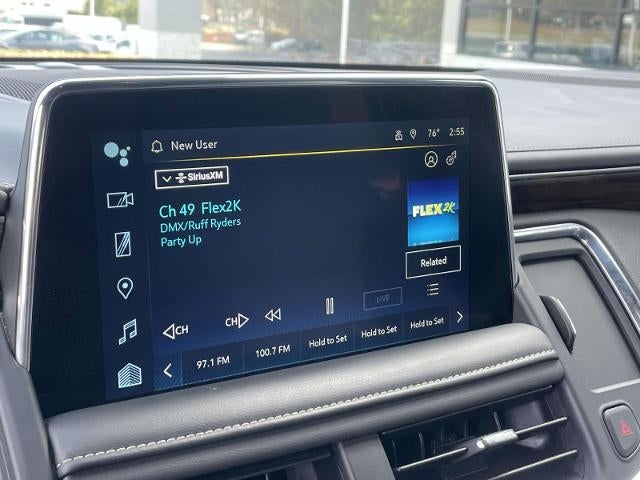 New User
76° 2:55
SiriusXM
Ch 49 Flex2K
DMX/Ruff Ryders
Party Up
FLEX2K
Related
CH
CH
LIVE
97.1 FM
100.7 FM
Hold to Set
Hold to Set
Hold to Set